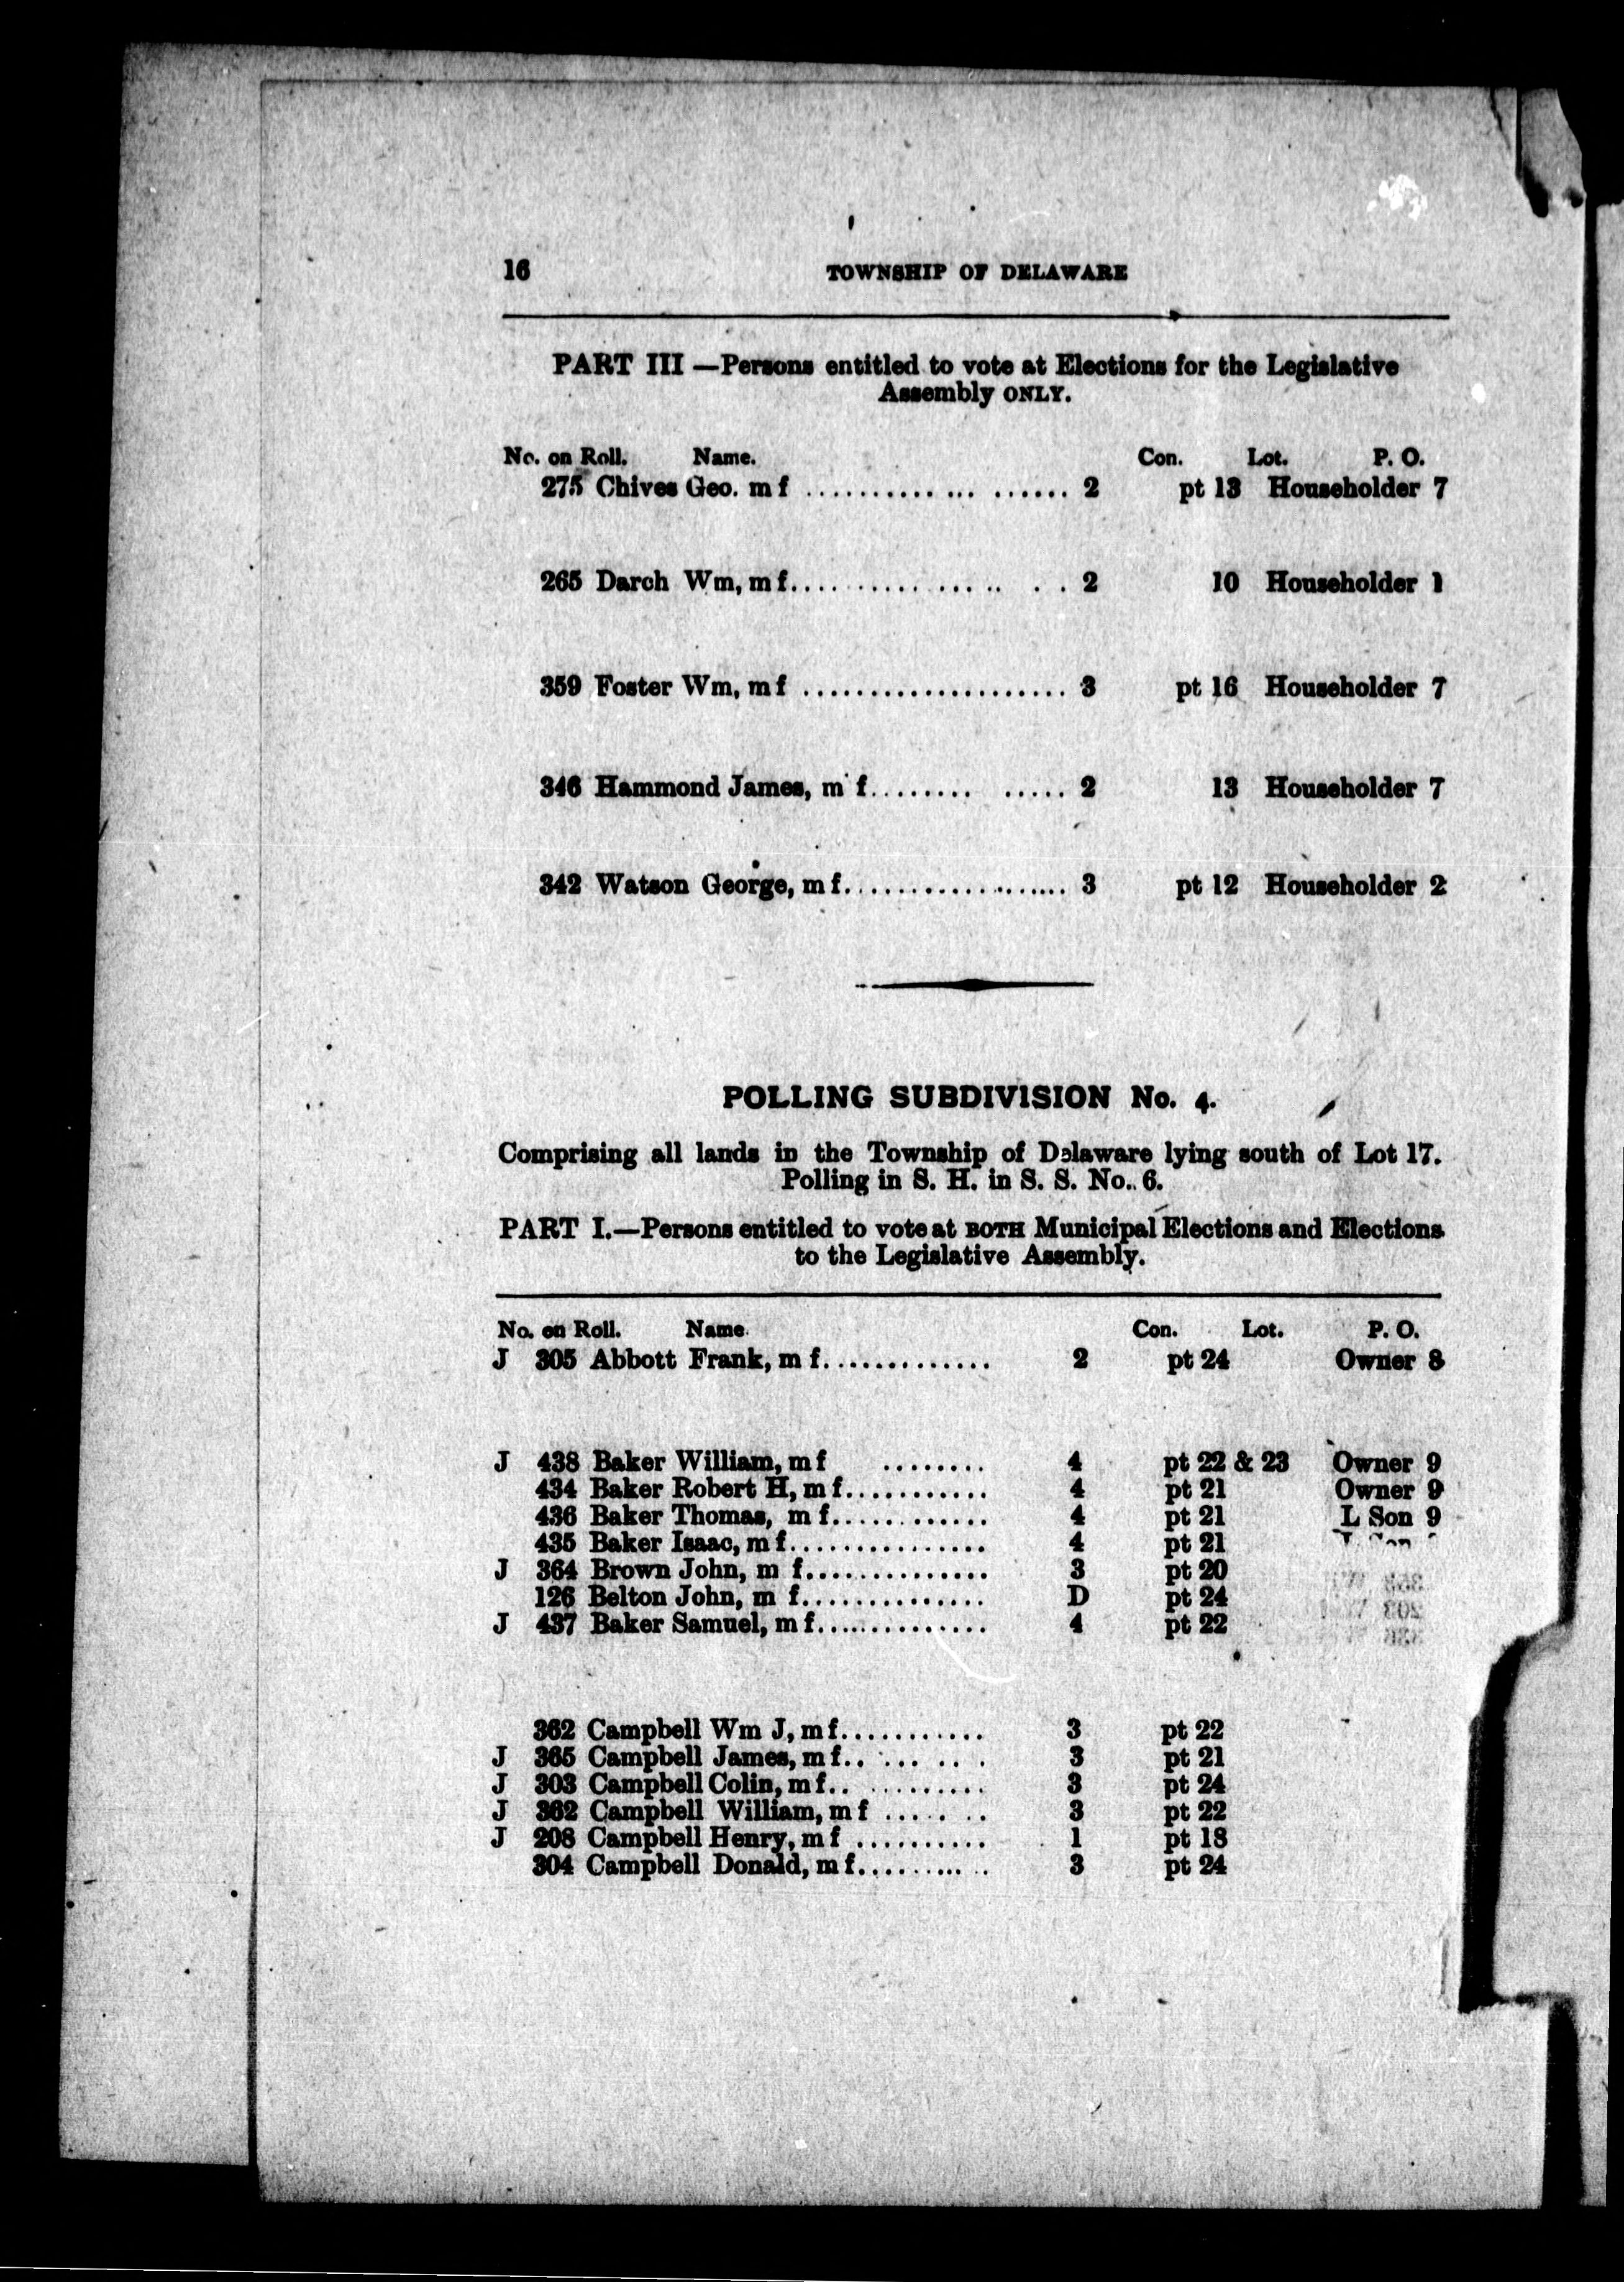 16 TOWNSHIP OF DELAWARE
PART III —Persons entitled to vote at Elections for the Legislative
Assembly ONLY.
No. on Roll. Name. Con. Lot. P. O.
275 Chives Geo. m f .......... ... ...... 2 pt 13 Householder 7
265 Darch Wm, m f.................. . . 2 10 Householder 1
359 Foster Wm, m f .................... 3 pt 16 Householder 7
346 Hammond James, m f........ ..... 2 13 Householder 7
342 Watson George, m f................. 3 pt 12 Householder 2
POLLING SUBDIVISION No. 4.
Comprising all lands in the Township of Delaware lying south of Lot 17.
Polling in S. H. in S. S. No.. 6.
PART I.—Persons entitled to vote at BOTH Municipal Elections and Elections
to the Legislative Assembly.
No. on Roll. Name. Con. Lot. P. O.
J 305 Abbott Frank, m f............. 2 pt 24 Owner 8
J 438 Baker William, m f ........ 4 pt 22 & 23 Owner 9
434 Baker Robert H, m f........... 4 pt 21 Owner 9
436 Baker Thomas, m f............ 4 pt 21 L Son 9
435 Baker Isaac, m f............... 4 pt 21
J 364 Brown John, m f.............. 3 pt 20
126 Belton John, m f.............. D pt 24
J 437 Baker Samuel, m f............. 4 pt 22
362 Campbell Wm J, m f........... 3 pt 22
J 365 Campbell James, m f.. ... ... . 3 pt 21
J 303 Campbell Colin, m f.. ......... 3 pt 24
J 362 Campbell William, m f ..... . . 3 pt 22
J 208 Campbell Henry, m f .......... 1 pt 18
304 Campbell Donald, m f......... . 3 pt 24